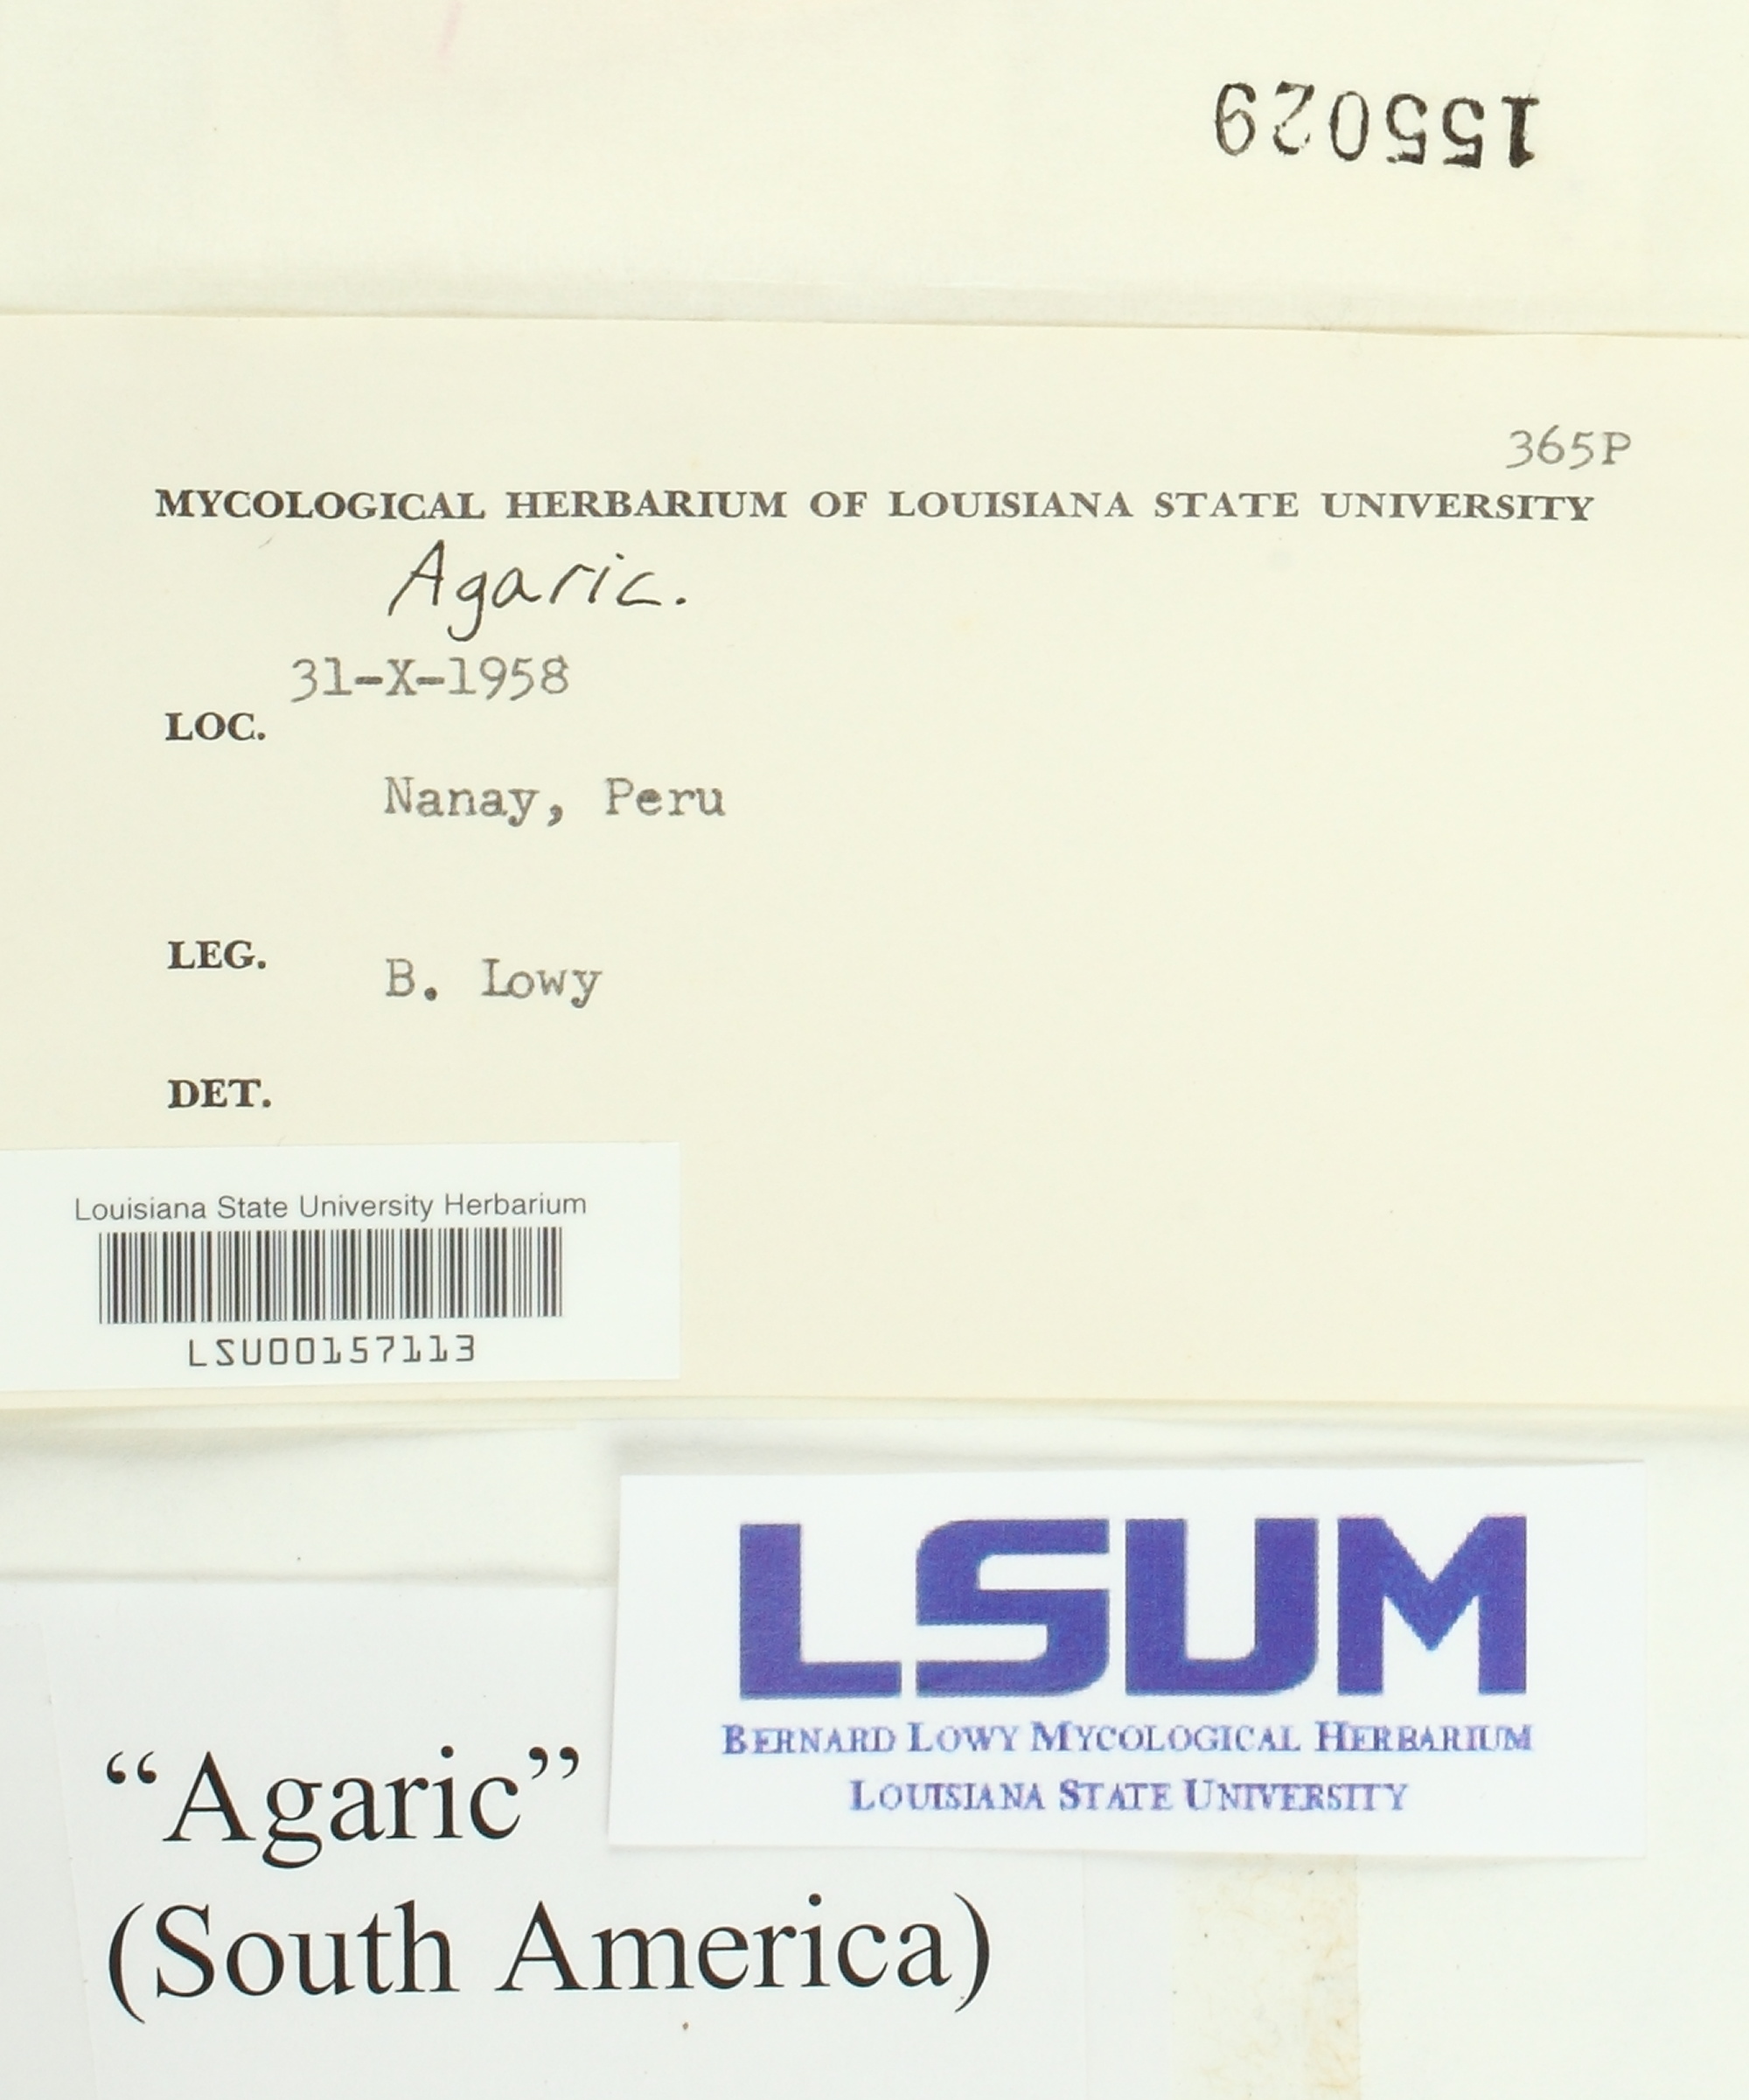 155029
365P
MYCOLOGICAL HERBARIUM OF LOUISIANA STATE UNIVERSITY
Agaric.
31-X-1958
LOC.
Nanay, Peru
LEG. B. Lowy
DET.
Louisiana State University Herbarium
LSU00157113
LSUM
BERNARD LOWY MYCOLOGICAL HERBARIUM
LOUISIANA STATE UNIVERSITY
“Agaric”
(South America)